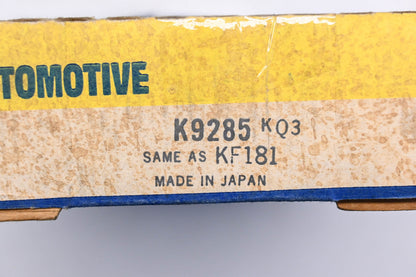 TOMOTIVE
K9285 KQ3
SAME AS KF181
MADE IN JAPAN